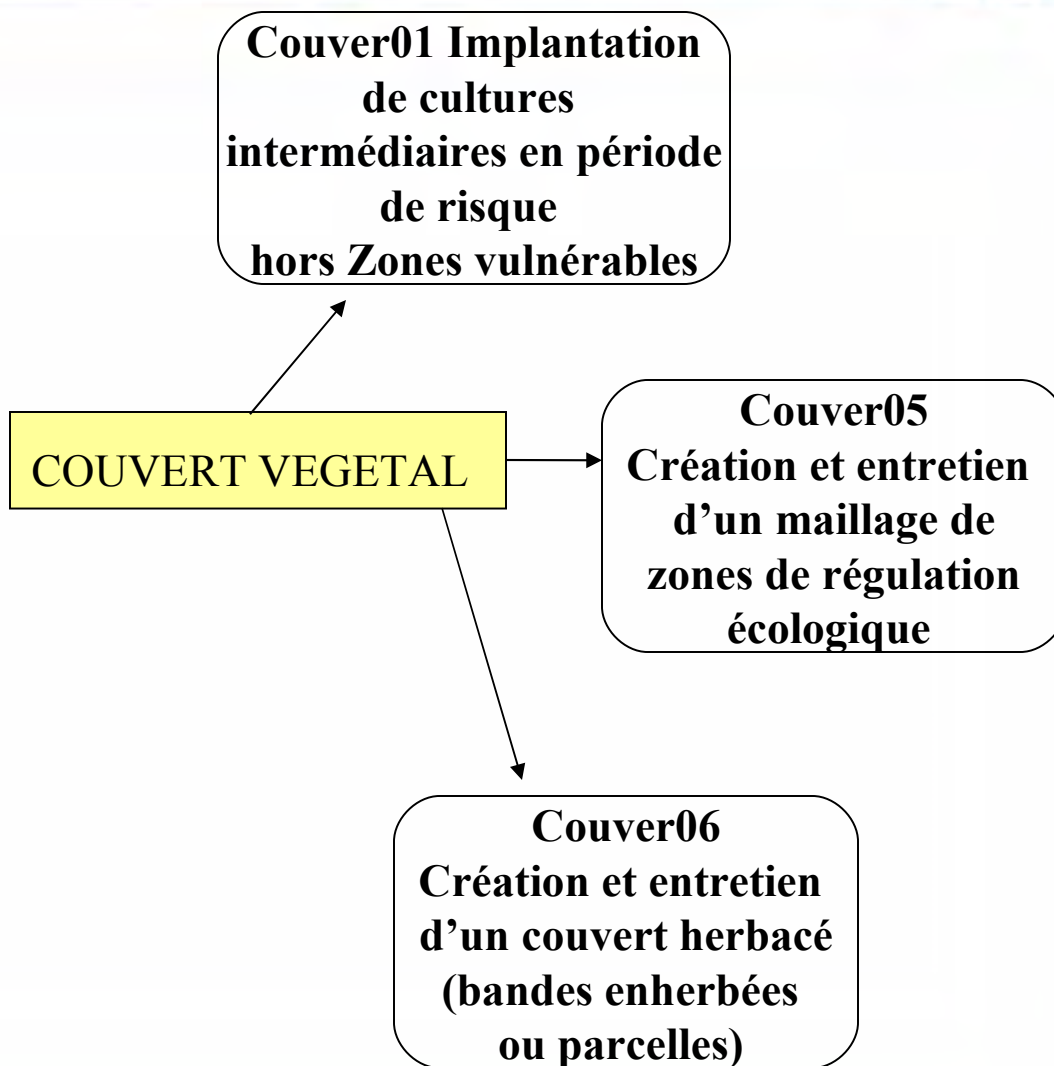 Couver01 Implantation
de cultures
intermédiaires en période
de risque
hors Zones vulnérables
COUVERT VEGETAL
Couver05
Création et entretien
d’un maillage de
zones de régulation
écologique
Couver06
Création et entretien
d’un couvert herbacé
(bandes enherbées
ou parcelles)